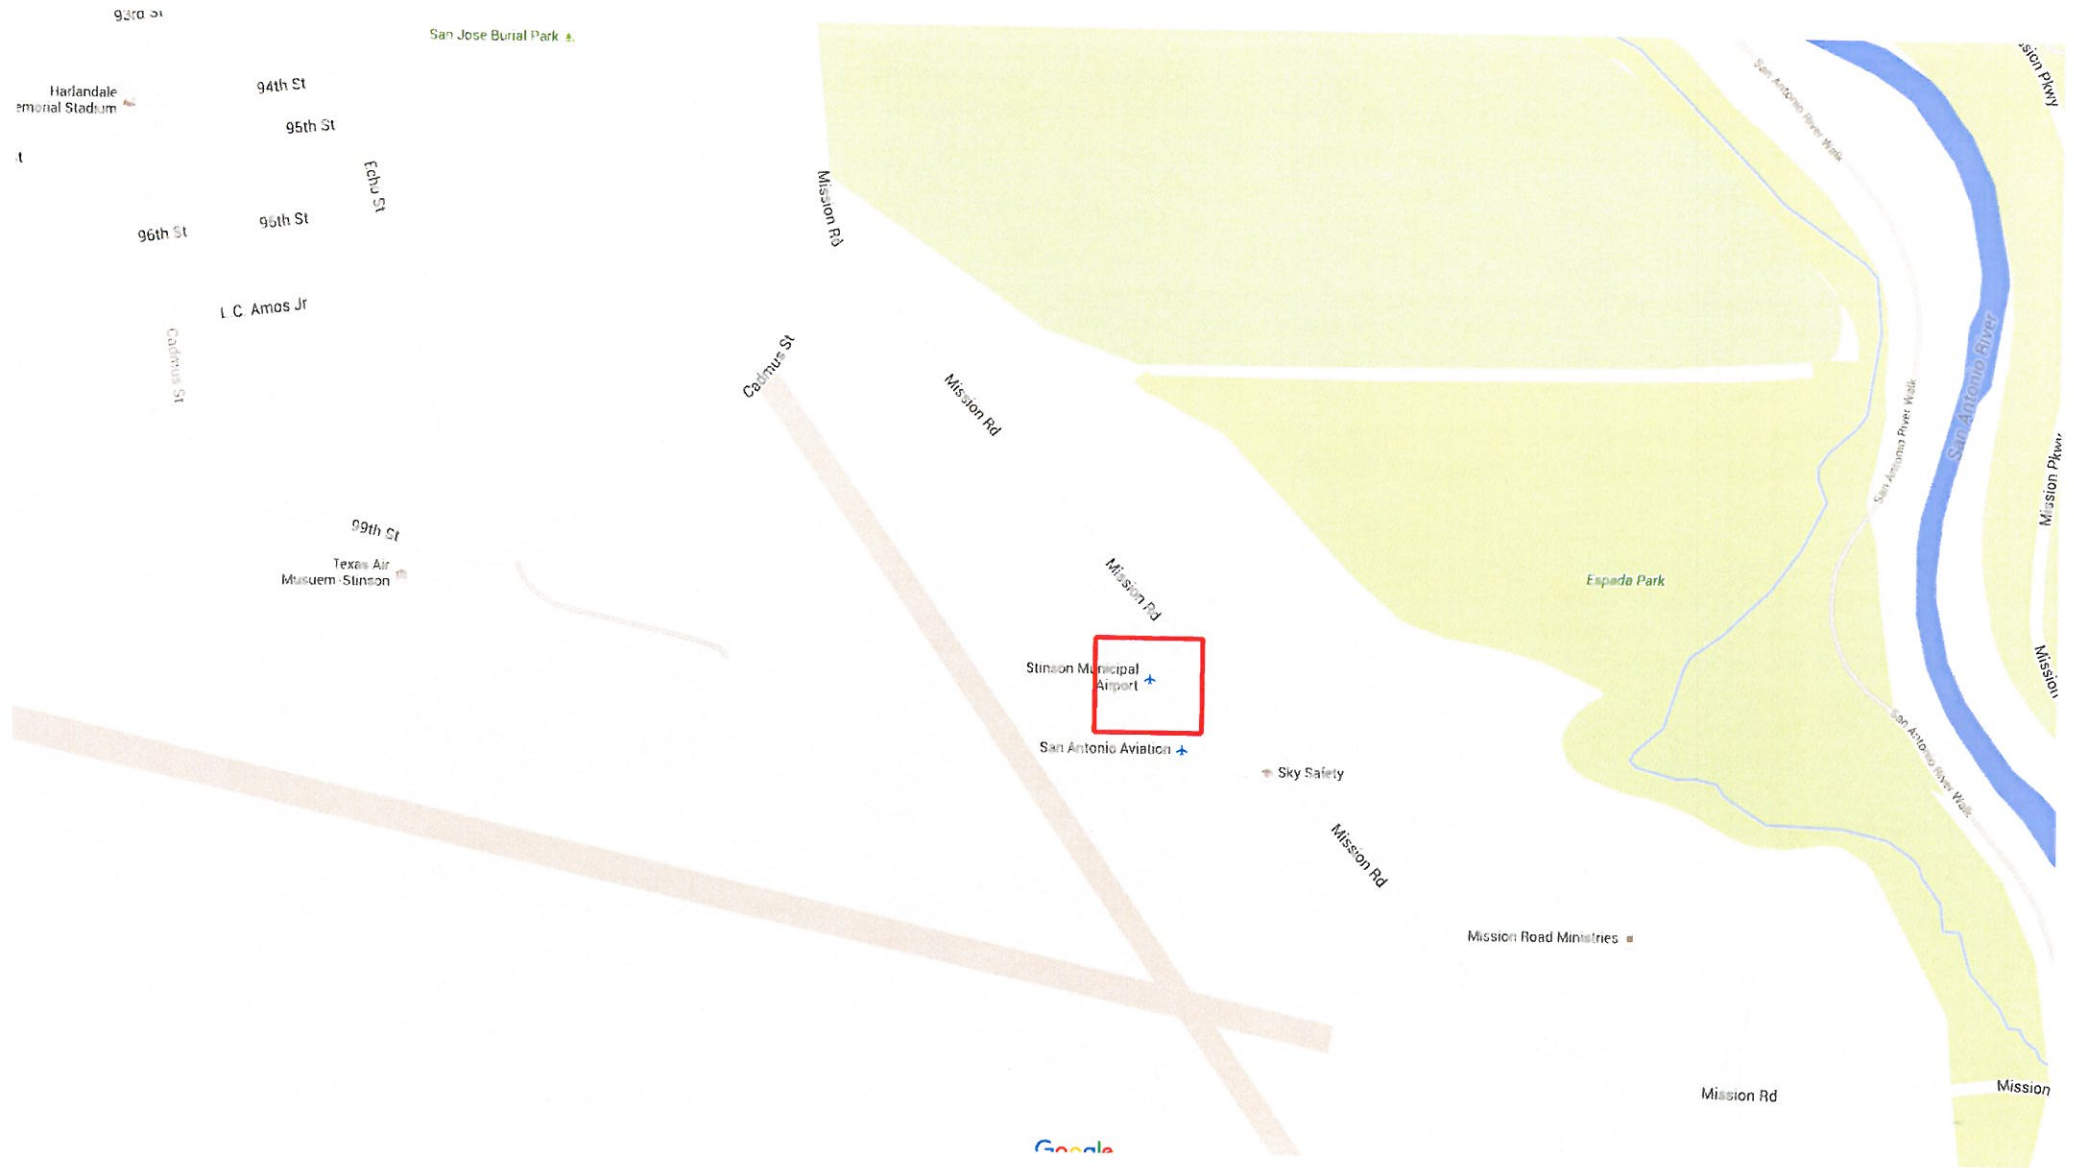 93rd St
San Jose Burial Park
San Antonio River Walk
sion Pkwy
94th St
Harlandale
emorial Stadium
95th St
t
Echo St
Mission Rd
96th St
96th St
L C Amos Jr
Cadmus St
Cadmus St
San Antonio River
Mission Rd
San Antonio River Walk
Mission Pkwy
99th St
Texas Air
Musuem-Stinson
Mission Rd
Espada Park
Stinson Municipal
Airport
Mission
San Antonio Aviation
Sky Safety
San Antonio River Walk
Mission Rd
Mission Road Ministries
Mission Rd
Mission
Google